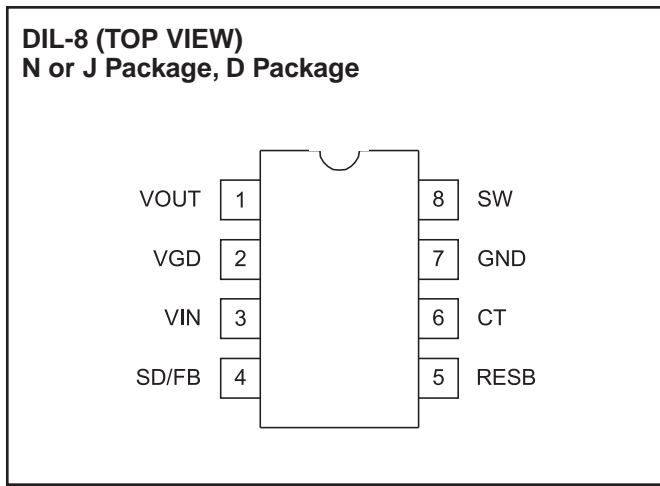 DIL-8 (TOP VIEW)
N or J Package, D Package
VOUT 1 8 SW
VGD 2 7 GND
VIN 3 6 CT
SD/FB 4 5 RESB